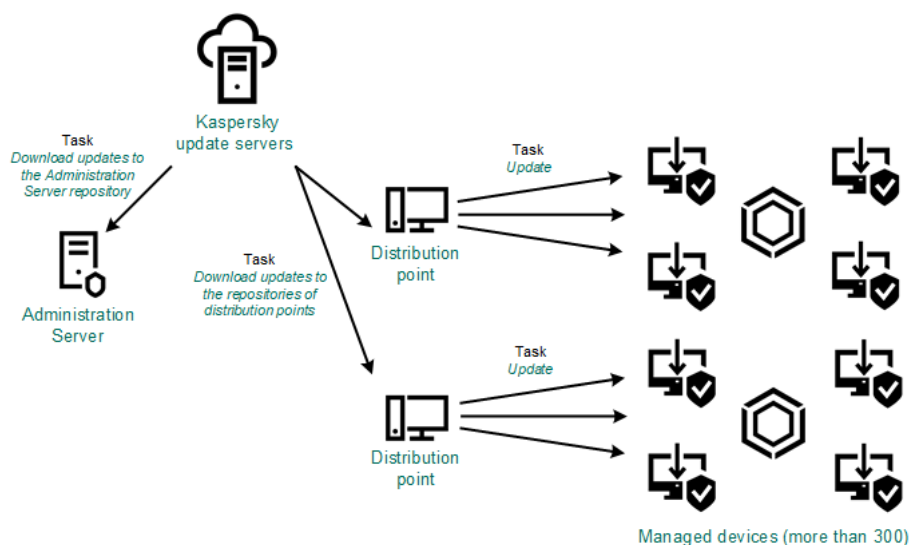 Kaspersky
update servers
Task
Download updates to
the Administration
Server repository
Administration
Server
Task
Download updates to
the repositories of
distribution points
Distribution
point
Task
Update
Distribution
point
Task
Update
Managed devices (more than 300)